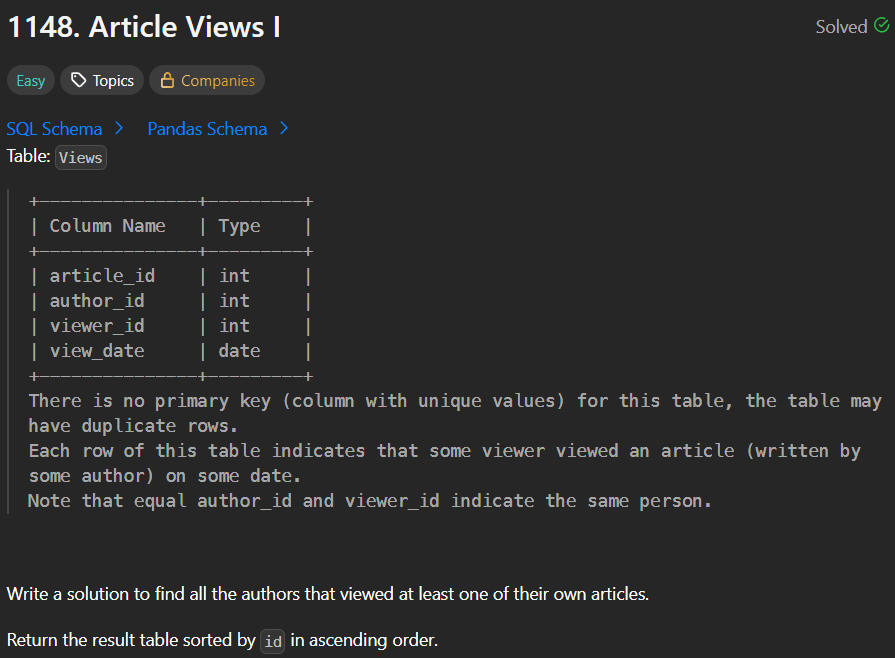 1148. Article Views I
Solved
Easy
Topics
Companies
SQL Schema
Pandas Schema
Table: Views
+---------------+---------+
| Column Name   | Type    |
+---------------+---------+
| article_id    | int     |
| author_id     | int     |
| viewer_id     | int     |
| view_date     | date    |
+---------------+---------+
There is no primary key (column with unique values) for this table, the table may
have duplicate rows.
Each row of this table indicates that some viewer viewed an article (written by
some author) on some date.
Note that equal author_id and viewer_id indicate the same person.
Write a solution to find all the authors that viewed at least one of their own articles.
Return the result table sorted by id in ascending order.